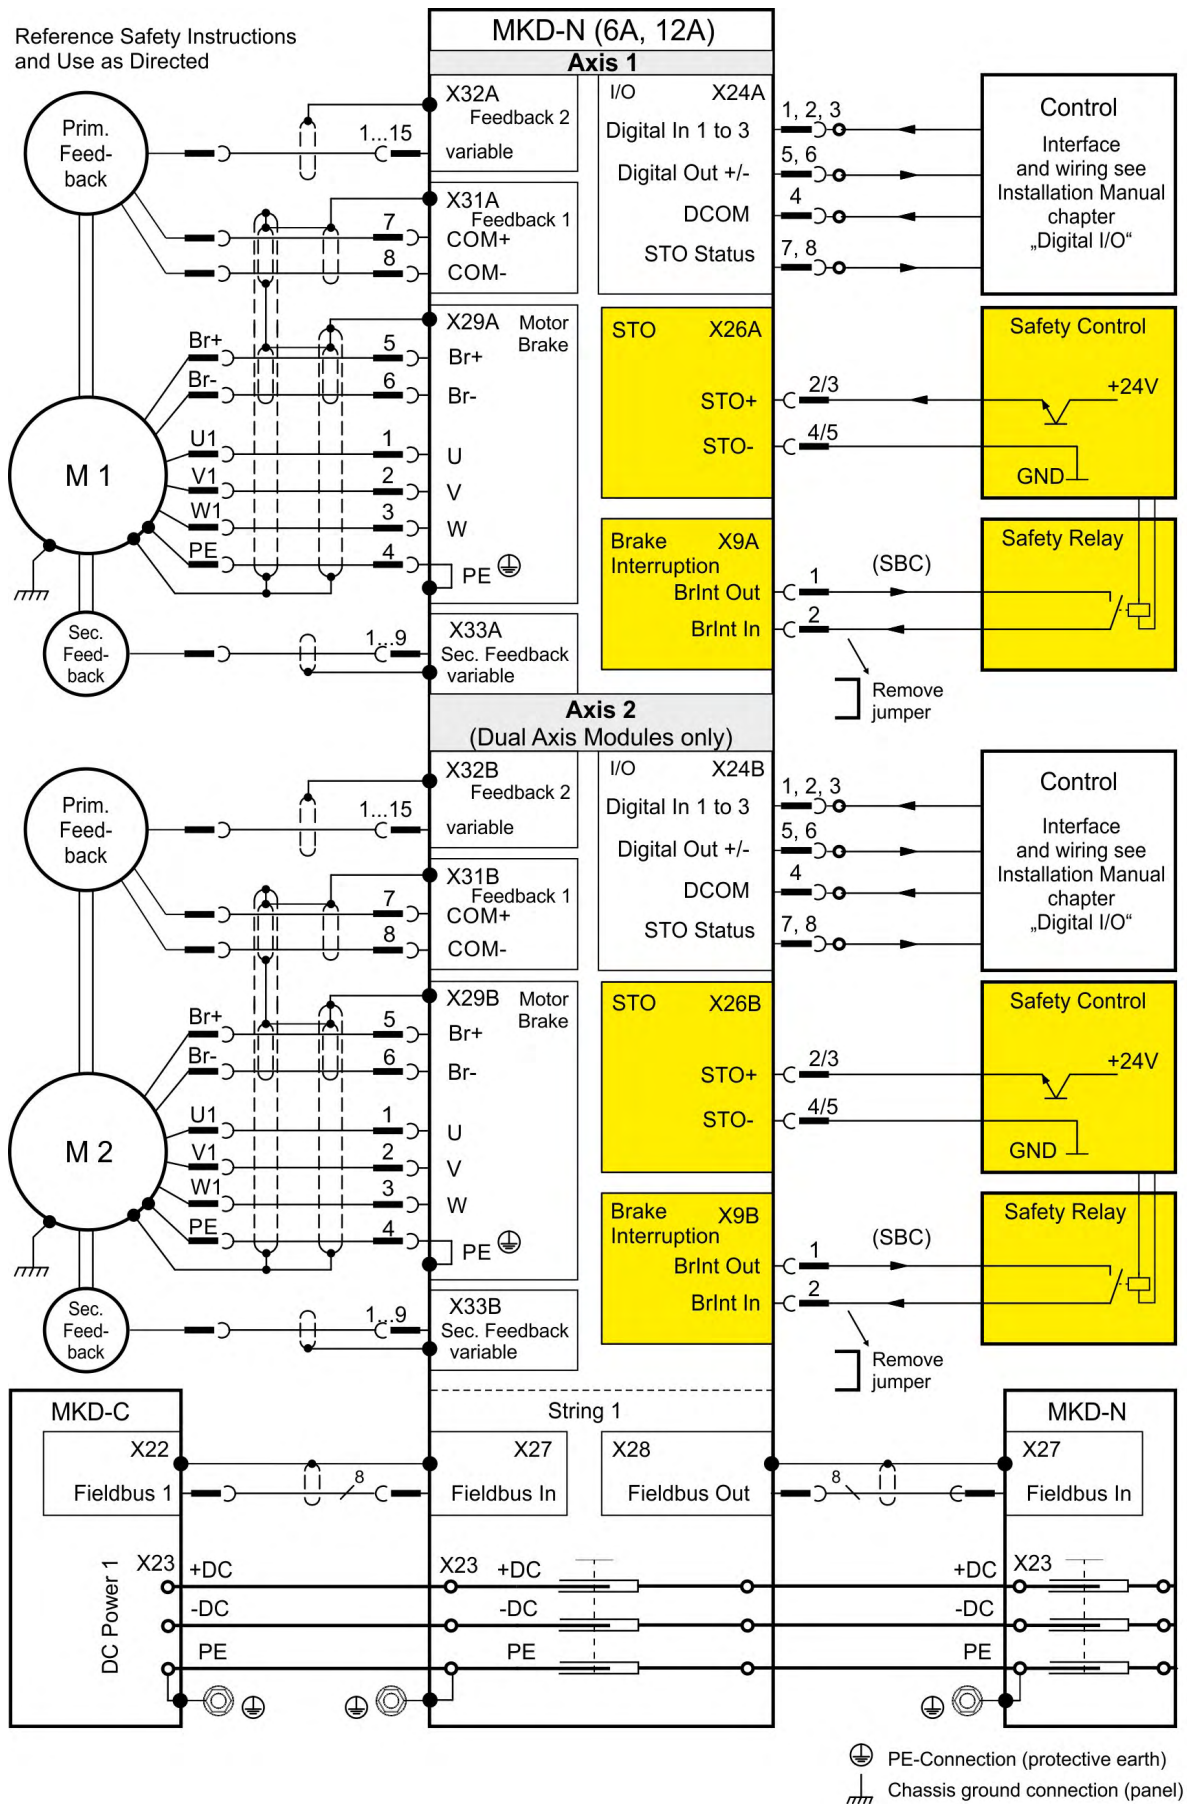 Reference Safety Instructions
and Use as Directed
MKD-N (6A, 12A)
Axis 1
Prim.
Feed-
back
1...15
X32A
Feedback 2
variable
I/O X24A
Digital In 1 to 3
Digital Out +/-
DCOM
STO Status
1, 2, 3
5, 6
4
7, 8
Control
Interface
and wiring see
Installation Manual
chapter
„Digital I/O“
7
8
X31A
Feedback 1
COM+
COM-
M 1
Br+
Br-
U1
V1
W1
PE
5
6
1
2
3
4
X29A Motor
Brake
Br+
Br-
U
V
W
PE
STO X26A
STO+
STO-
2/3
4/5
Safety Control
+24V
GND
Brake X9A
Interruption
BrInt Out
BrInt In
1
2
(SBC)
Safety Relay
Remove
jumper
Sec.
Feed-
back
1...9
X33A
Sec. Feedback
variable
Axis 2
(Dual Axis Modules only)
Prim.
Feed-
back
1...15
X32B
Feedback 2
variable
I/O X24B
Digital In 1 to 3
Digital Out +/-
DCOM
STO Status
1, 2, 3
5, 6
4
7, 8
Control
Interface
and wiring see
Installation Manual
chapter
„Digital I/O“
7
8
X31B
Feedback 1
COM+
COM-
M 2
Br+
Br-
U1
V1
W1
PE
5
6
1
2
3
4
X29B Motor
Brake
Br+
Br-
U
V
W
PE
STO X26B
STO+
STO-
2/3
4/5
Safety Control
+24V
GND
Brake X9B
Interruption
BrInt Out
BrInt In
1
2
(SBC)
Safety Relay
Remove
jumper
Sec.
Feed-
back
1...9
X33B
Sec. Feedback
variable
MKD-C
X22
Fieldbus 1
8
String 1
X27
Fieldbus In
X28
Fieldbus Out
8
MKD-N
X27
Fieldbus In
DC Power 1
X23 +DC
-DC
PE
X23 +DC
-DC
PE
+DC X23
-DC
PE
PE-Connection (protective earth)
Chassis ground connection (panel)